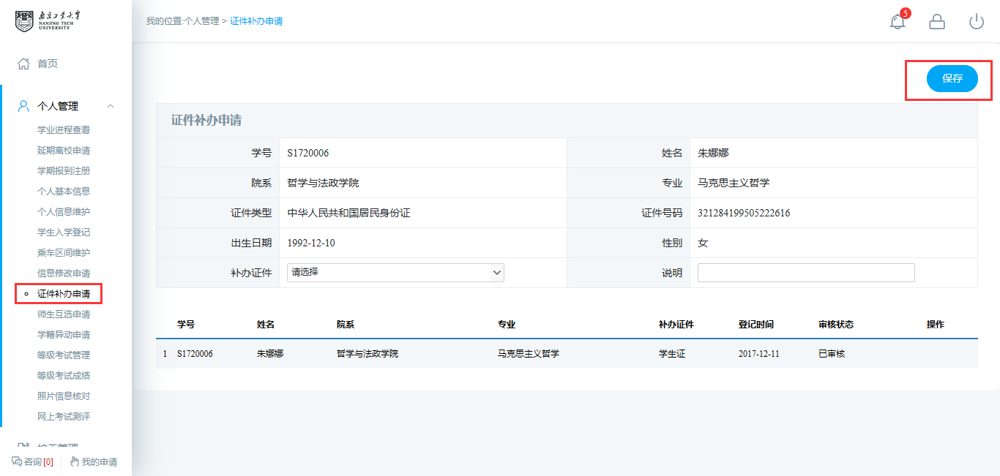 南京工业大学
NANJING TECH
UNIVERSITY
首页
个人管理
学业进程查看
延期离校申请
学期报到注册
个人基本信息
个人信息维护
学生入学登记
乘车区间维护
信息修改申请
证件补办申请
师生互选申请
学籍异动申请
等级考试管理
等级考试成绩
照片信息核对
网上考试测评
培养管理
咨询[0] 我的申请
我的位置:个人管理 > 证件补办申请
5
保存
证件补办申请
学号 S1720006 姓名 朱娜娜
院系 哲学与法政学院 专业 马克思主义哲学
证件类型 中华人民共和国居民身份证 证件号码 321284199505222616
出生日期 1992-12-10 性别 女
补办证件 请选择 说明
学号 姓名 院系 专业 补办证件 登记时间 审核状态 操作
1 S1720006 朱娜娜 哲学与法政学院 马克思主义哲学 学生证 2017-12-11 已审核